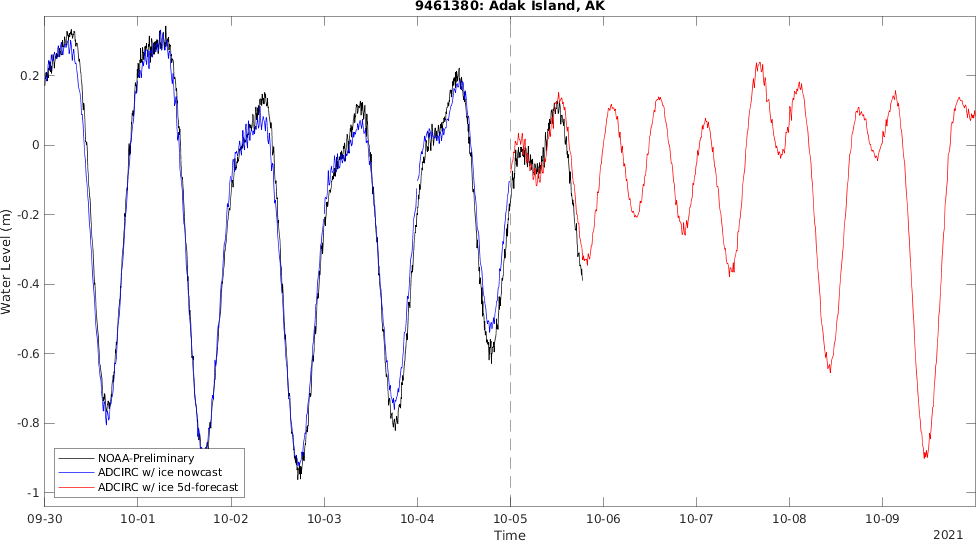 9461380: Adak Island, AK
Water Level (m)
0.2
0
-0.2
-0.4
-0.6
-0.8
-1
NOAA-Preliminary
ADCIRC w/ ice nowcast
ADCIRC w/ ice 5d-forecast
09-30 10-01 10-02 10-03 10-04 10-05 10-06 10-07 10-08 10-09
Time
2021